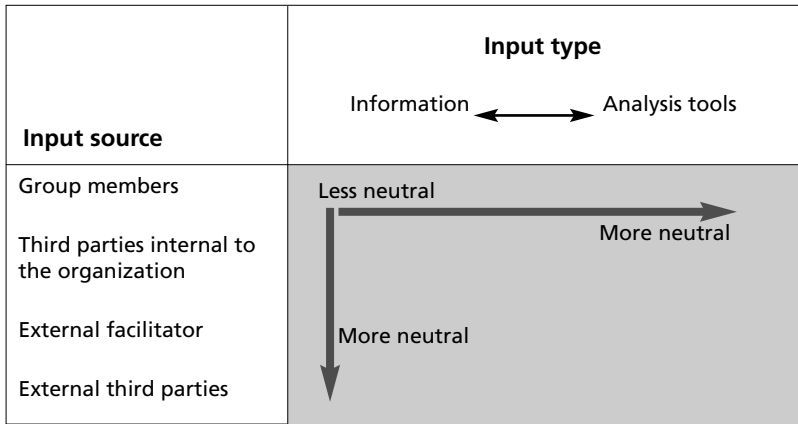 Input type
Information
Analysis tools
Input source
Group members
Less neutral
More neutral
Third parties internal to
the organization
External facilitator
More neutral
External third parties